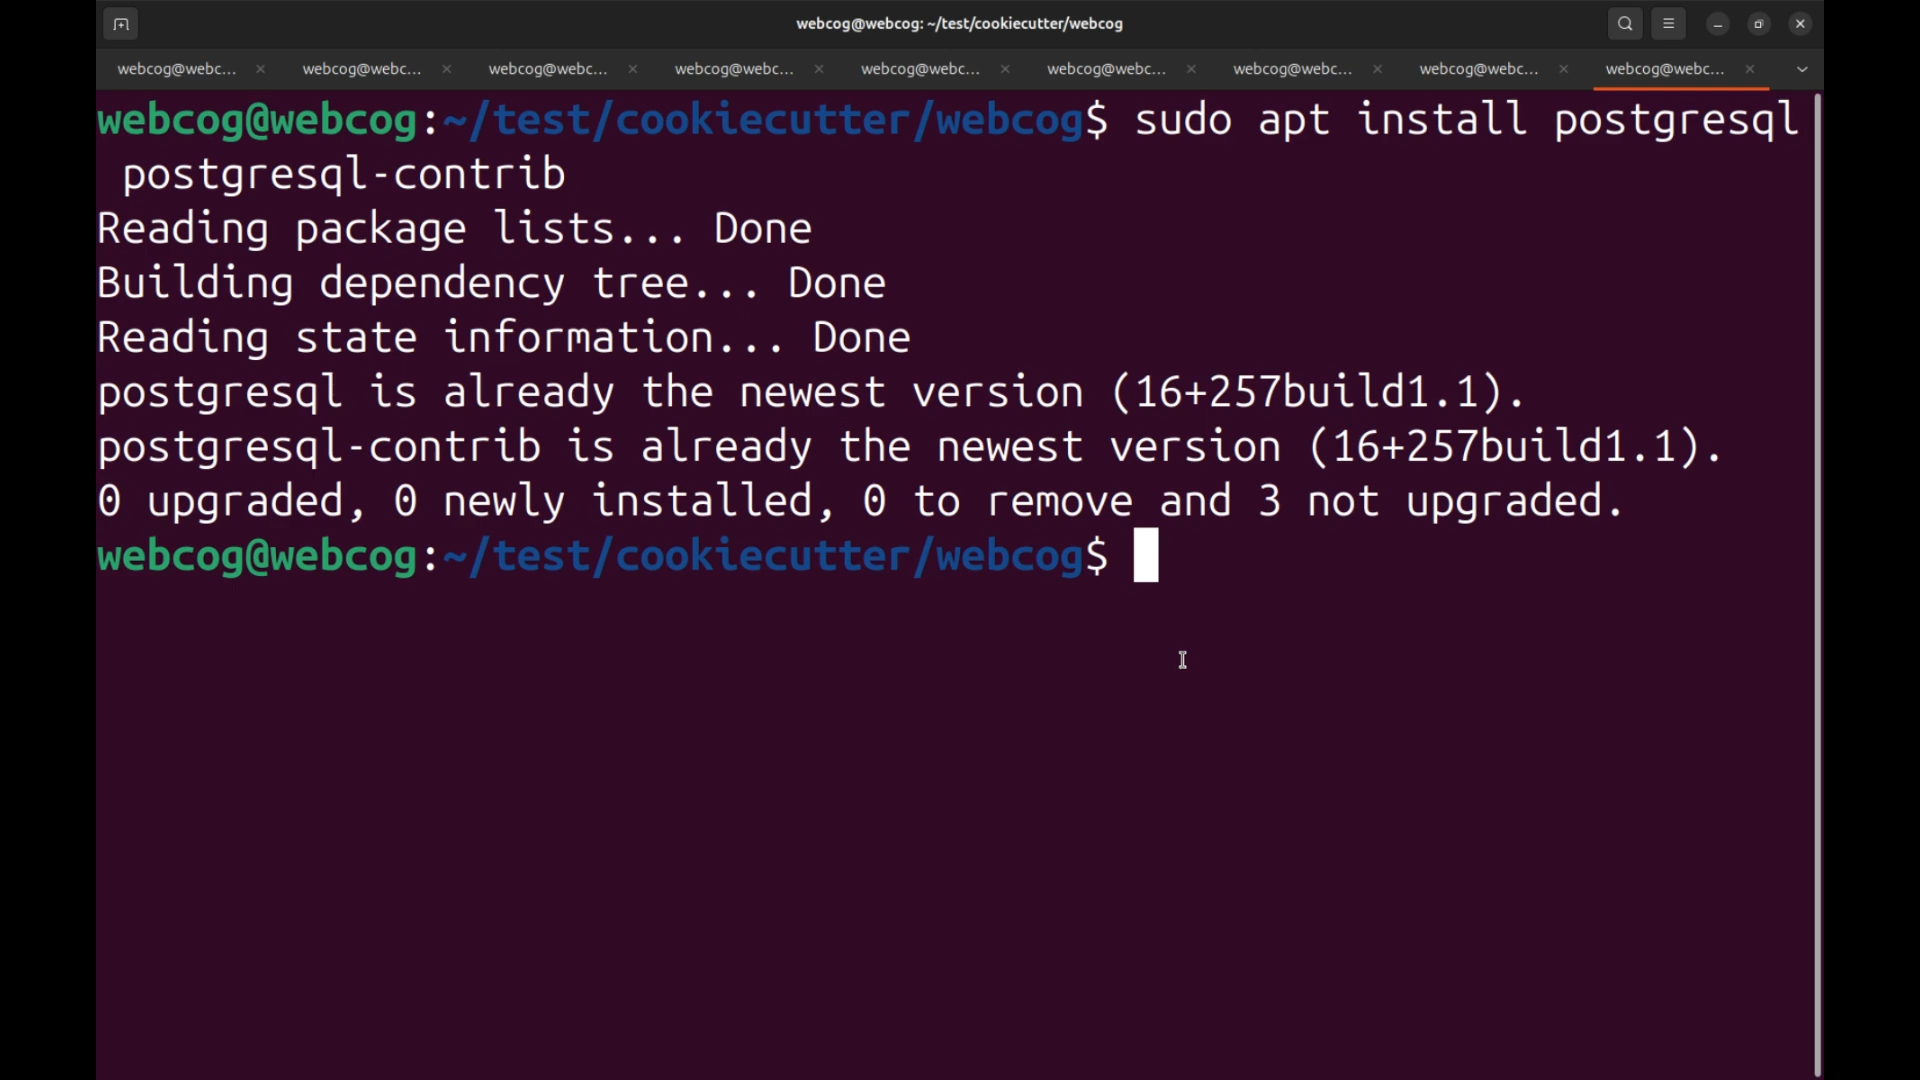 webcog@webcog: ~/test/cookiecutter/webcog
webcog@webc... webcog@webc... webcog@webc... webcog@webc... webcog@webc... webcog@webc... webcog@webc... webcog@webc... webcog@webc...
webcog@webcog:~/test/cookiecutter/webcog$ sudo apt install postgresql
 postgresql-contrib
Reading package lists... Done
Building dependency tree... Done
Reading state information... Done
postgresql is already the newest version (16+257build1.1).
postgresql-contrib is already the newest version (16+257build1.1).
0 upgraded, 0 newly installed, 0 to remove and 3 not upgraded.
webcog@webcog:~/test/cookiecutter/webcog$